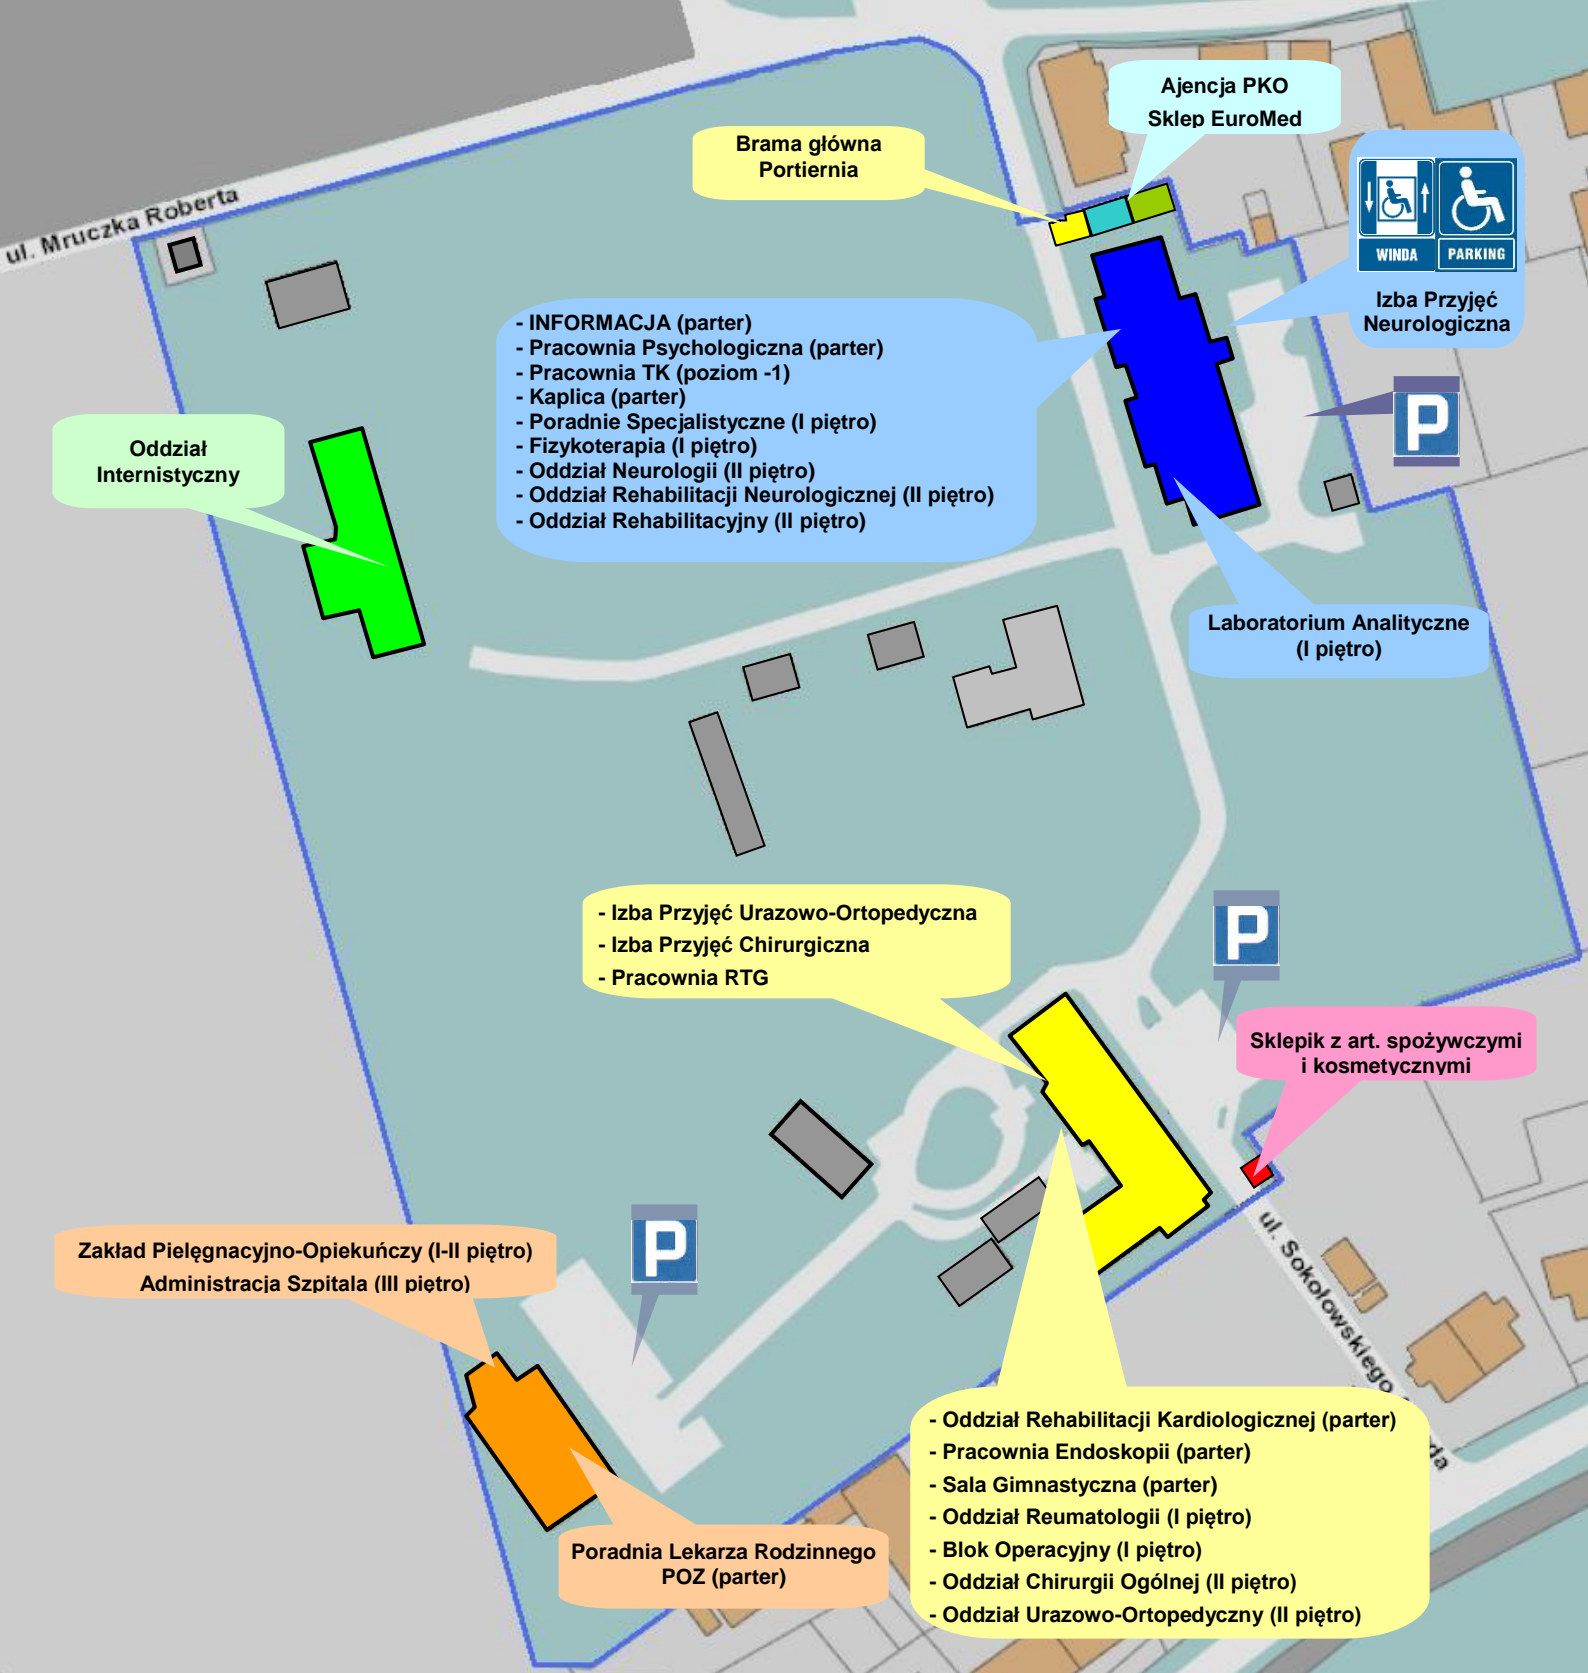 Ajencja PKO
Sklep EuroMed
Brama główna
Portiernia
WINDA
PARKING
Izba Przyjęć
Neurologiczna
ul. Mruczka Roberta
- INFORMACJA (parter)
- Pracownia Psychologiczna (parter)
- Pracownia TK (poziom -1)
- Kaplica (parter)
- Poradnie Specjalistyczne (I piętro)
- Fizykoterapia (I piętro)
- Oddział Neurologii (II piętro)
- Oddział Rehabilitacji Neurologicznej (II piętro)
- Oddział Rehabilitacyjny (II piętro)
P
Oddział
Internistyczny
Laboratorium Analityczne
(I piętro)
- Izba Przyjęć Urazowo-Ortopedyczna
- Izba Przyjęć Chirurgiczna
- Pracownia RTG
P
Sklepik z art. spożywczymi
i kosmetycznymi
Zakład Pielęgnacyjno-Opiekuńczy (I-II piętro)
Administracja Szpitala (III piętro)
P
ul. Sokołowskiego
- Oddział Rehabilitacji Kardiologicznej (parter)
- Pracownia Endoskopii (parter)
- Sala Gimnastyczna (parter)
- Oddział Reumatologii (I piętro)
- Blok Operacyjny (I piętro)
- Oddział Chirurgii Ogólnej (II piętro)
- Oddział Urazowo-Ortopedyczny (II piętro)
Poradnia Lekarza Rodzinnego
POZ (parter)